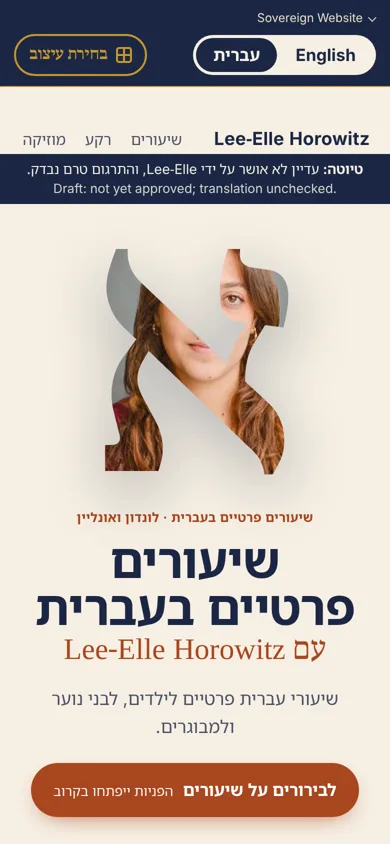 Sovereign Website
English
עברית
בחירת עיצוב
Lee-Elle Horowitz
שיעורים
רקע
מוזיקה
טיוטה: עדיין לא אושר על ידי Lee-Elle, והתרגום טרם נבדק.
Draft: not yet approved; translation unchecked.
א
שיעורים פרטיים בעברית · לונדון ואונליין
שיעורים
פרטיים בעברית
עם Lee-Elle Horowitz
שיעורי עברית פרטיים לילדים, לבני נוער
ולמבוגרים.
לבירורים על שיעורים הפניות ייפתחו בקרוב